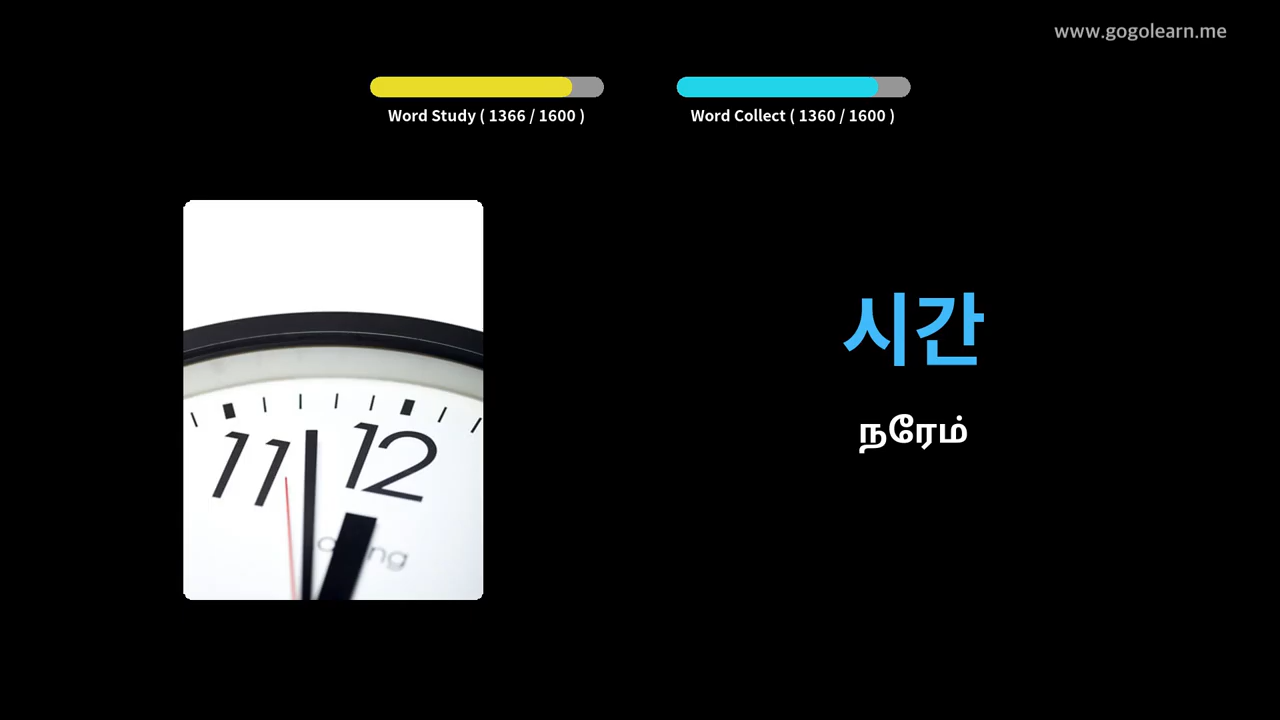 www.gogolearn.me
Word Study ( 1366 / 1600 )
Word Collect ( 1360 / 1600 )
시간
நரேம்
11
12